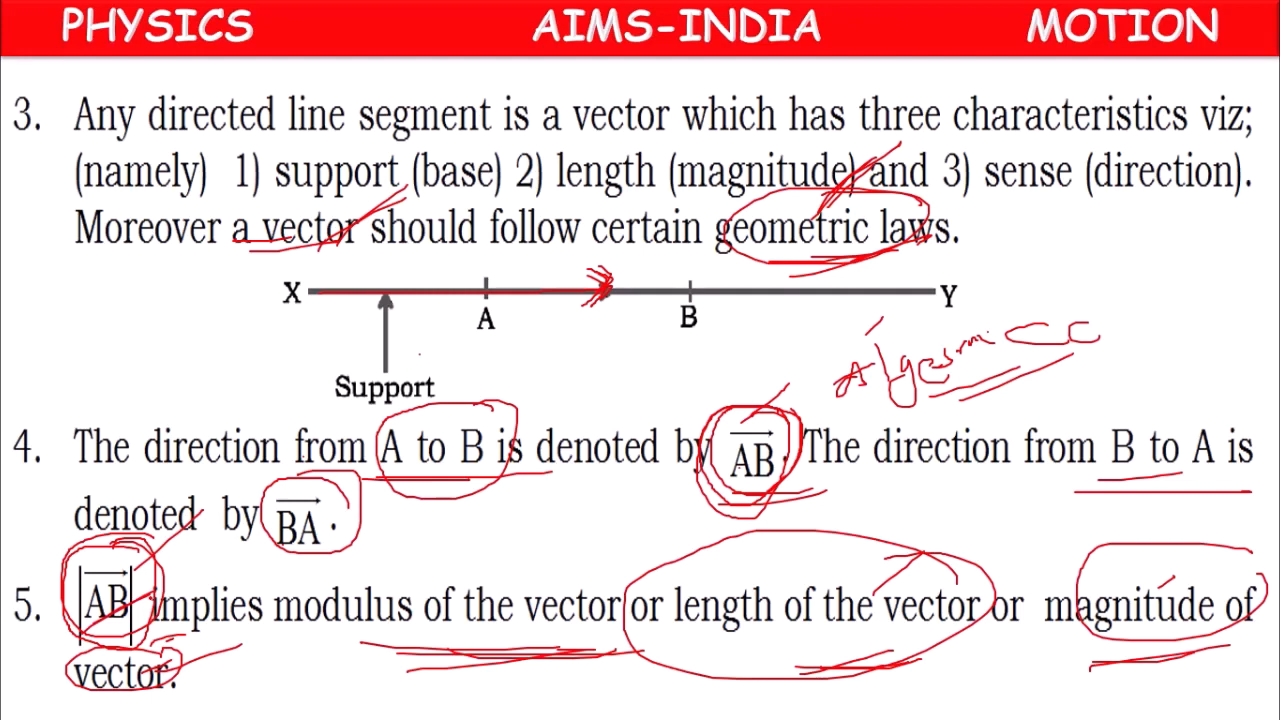 PHYSICS AIMS-INDIA MOTION
3. Any directed line segment is a vector which has three characteristics viz;
(namely) 1) support (base) 2) length (magnitude) and 3) sense (direction).
Moreover a vector should follow certain geometric laws.
X A B Y
Support
4. The direction from A to B is denoted by \overrightarrow{AB}. The direction from B to A is
denoted by \overrightarrow{BA}.
5. |\overrightarrow{AB}| implies modulus of the vector or length of the vector or magnitude of
vector.